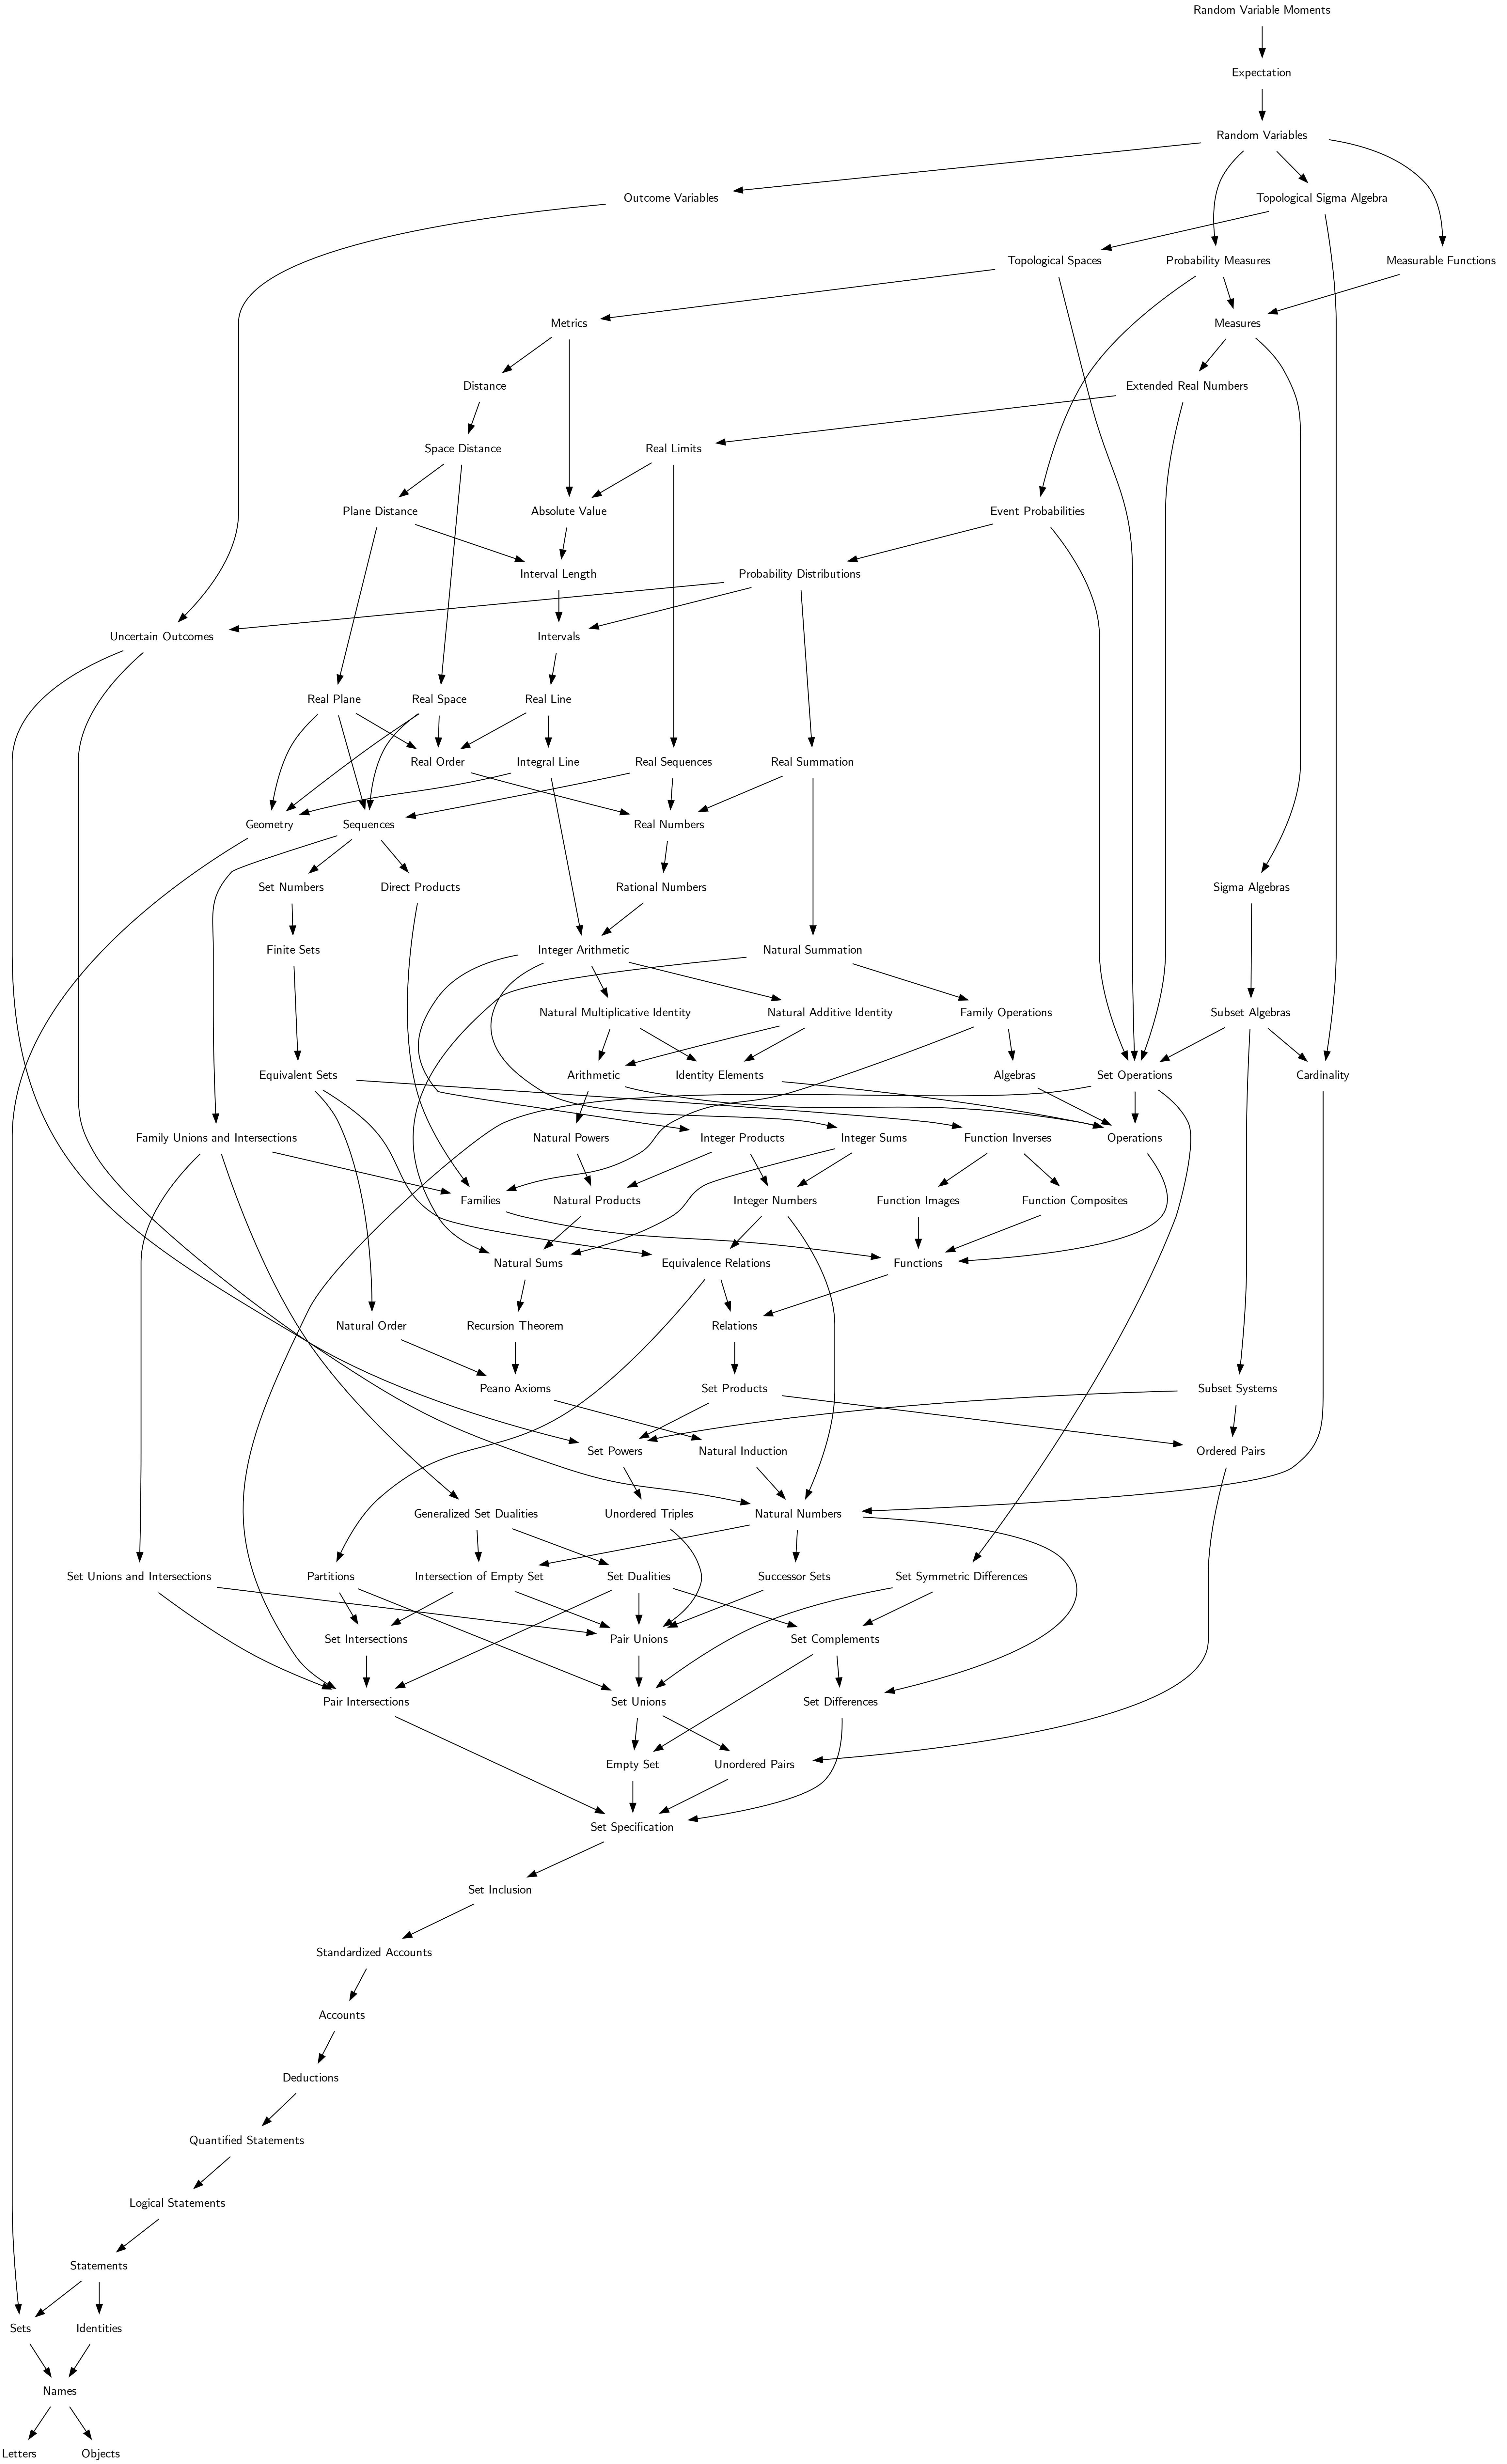 Random Variable Moments
Expectation
Random Variables
Outcome Variables
Topological Sigma Algebra
Topological Spaces
Probability Measures
Measurable Functions
Metrics
Measures
Distance
Extended Real Numbers
Space Distance
Real Limits
Plane Distance
Absolute Value
Event Probabilities
Interval Length
Probability Distributions
Uncertain Outcomes
Intervals
Real Plane
Real Space
Real Line
Real Order
Integral Line
Real Sequences
Real Summation
Geometry
Sequences
Real Numbers
Set Numbers
Direct Products
Rational Numbers
Sigma Algebras
Finite Sets
Integer Arithmetic
Natural Summation
Natural Multiplicative Identity
Natural Additive Identity
Family Operations
Subset Algebras
Equivalent Sets
Arithmetic
Identity Elements
Algebras
Set Operations
Cardinality
Family Unions and Intersections
Natural Powers
Integer Products
Integer Sums
Function Inverses
Operations
Families
Natural Products
Integer Numbers
Function Images
Function Composites
Natural Sums
Equivalence Relations
Functions
Natural Order
Recursion Theorem
Relations
Peano Axioms
Set Products
Subset Systems
Set Powers
Natural Induction
Ordered Pairs
Generalized Set Dualities
Unordered Triples
Natural Numbers
Set Unions and Intersections
Partitions
Intersection of Empty Set
Set Dualities
Successor Sets
Set Symmetric Differences
Set Intersections
Pair Unions
Set Complements
Pair Intersections
Set Unions
Set Differences
Empty Set
Unordered Pairs
Set Specification
Set Inclusion
Standardized Accounts
Accounts
Deductions
Quantified Statements
Logical Statements
Statements
Sets
Identities
Names
Letters
Objects